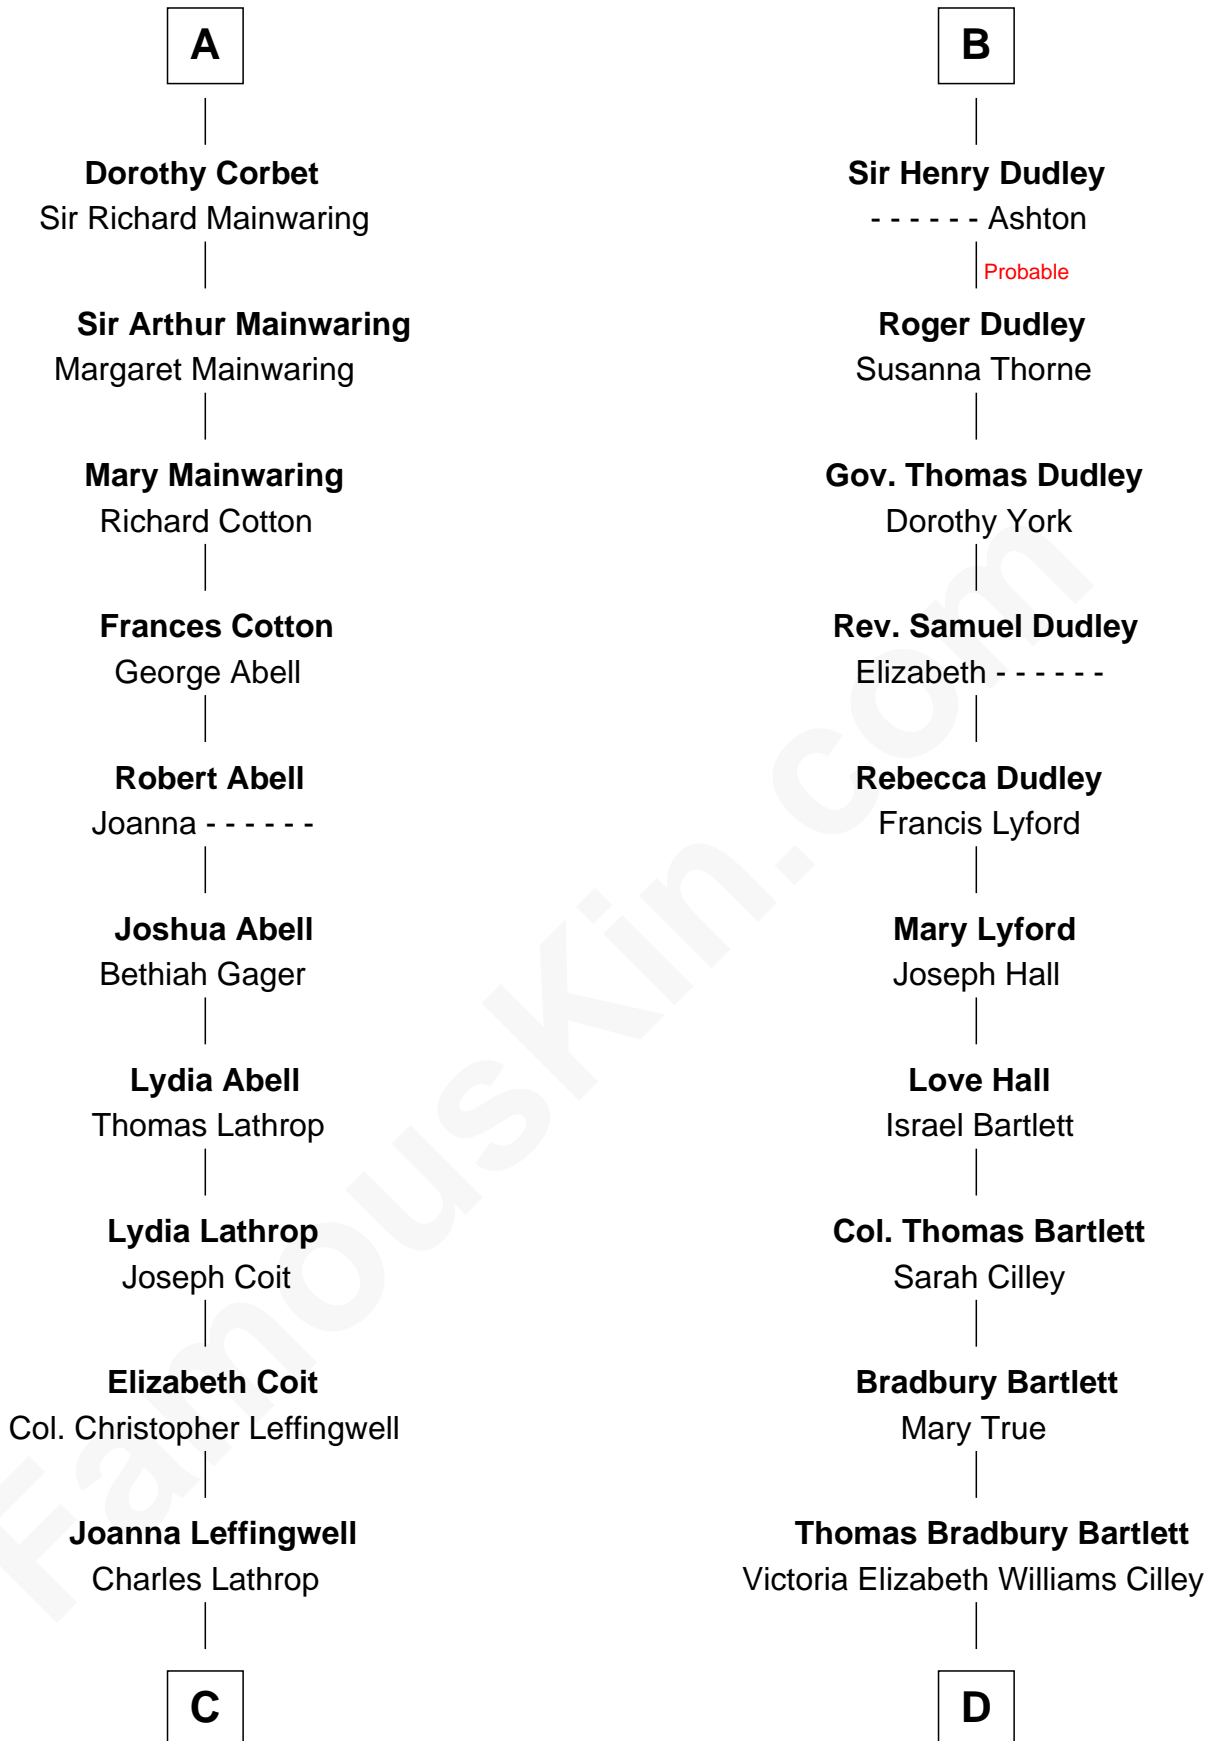 A
Dorothy Corbet
Sir Richard Mainwaring
Sir Arthur Mainwaring
Margaret Mainwaring
Mary Mainwaring
Richard Cotton
Frances Cotton
George Abell
Robert Abell
Joanna - - - - - -
Joshua Abell
Bethiah Gager
Lydia Abell
Thomas Lathrop
Lydia Lathrop
Joseph Coit
Elizabeth Coit
Col. Christopher Leffingwell
Joanna Leffingwell
Charles Lathrop
C
B
Sir Henry Dudley
- - - - - - Ashton
Probable
Roger Dudley
Susanna Thorne
Gov. Thomas Dudley
Dorothy York
Rev. Samuel Dudley
Elizabeth - - - - - -
Rebecca Dudley
Francis Lyford
Mary Lyford
Joseph Hall
Love Hall
Israel Bartlett
Col. Thomas Bartlett
Sarah Cilley
Bradbury Bartlett
Mary True
Thomas Bradbury Bartlett
Victoria Elizabeth Williams Cilley
D
FamousKin.com